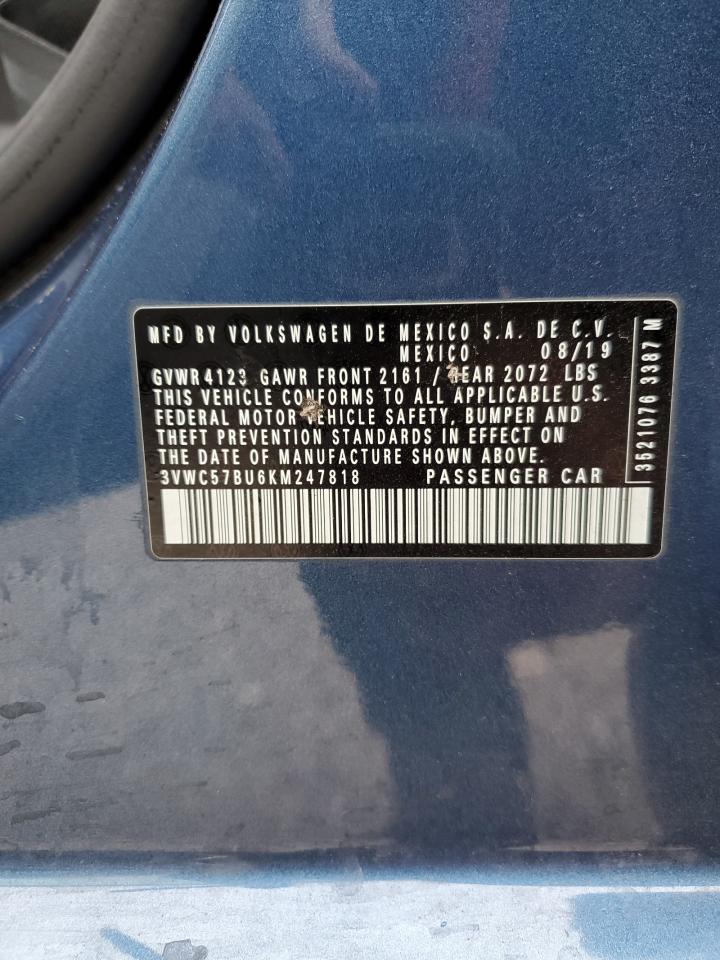 MFD BY VOLKSWAGEN DE MEXICO S.A. DE C.V.
MEXICO 08/19
GVWR 4123 GAWR FRONT 2161 / REAR 2072 LBS
THIS VEHICLE CONFORMS TO ALL APPLICABLE U.S.
FEDERAL MOTOR VEHICLE SAFETY, BUMPER AND
THEFT PREVENTION STANDARDS IN EFFECT ON
THE DATE OF MANUFACTURE SHOWN ABOVE.
3VWC57BU6KM247818 PASSENGER CAR
3521076 3387 M